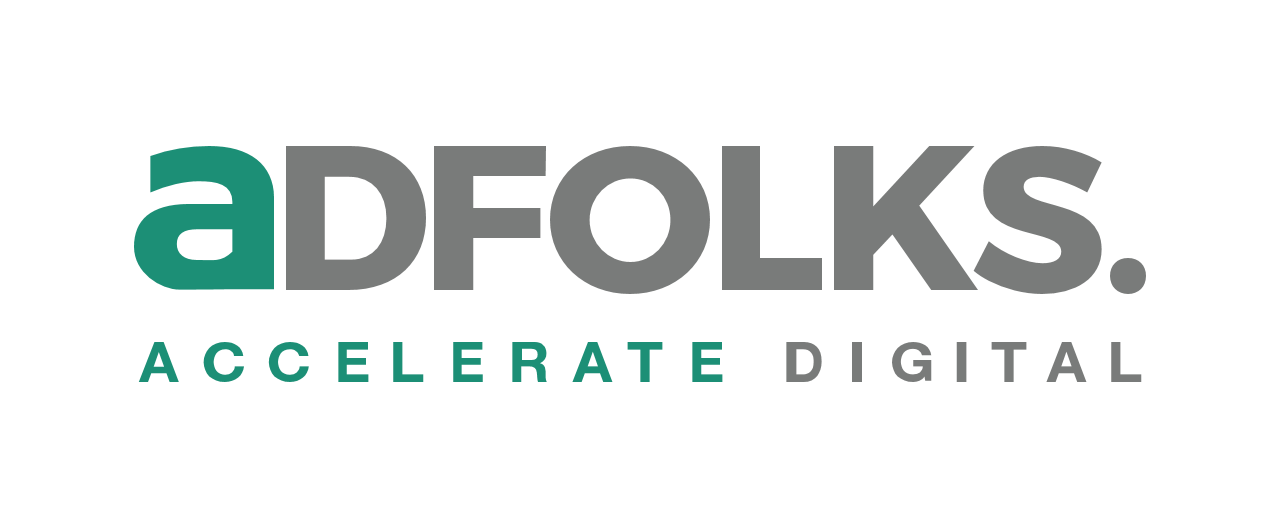 aDFOLKS.
ACCELERATE DIGITAL